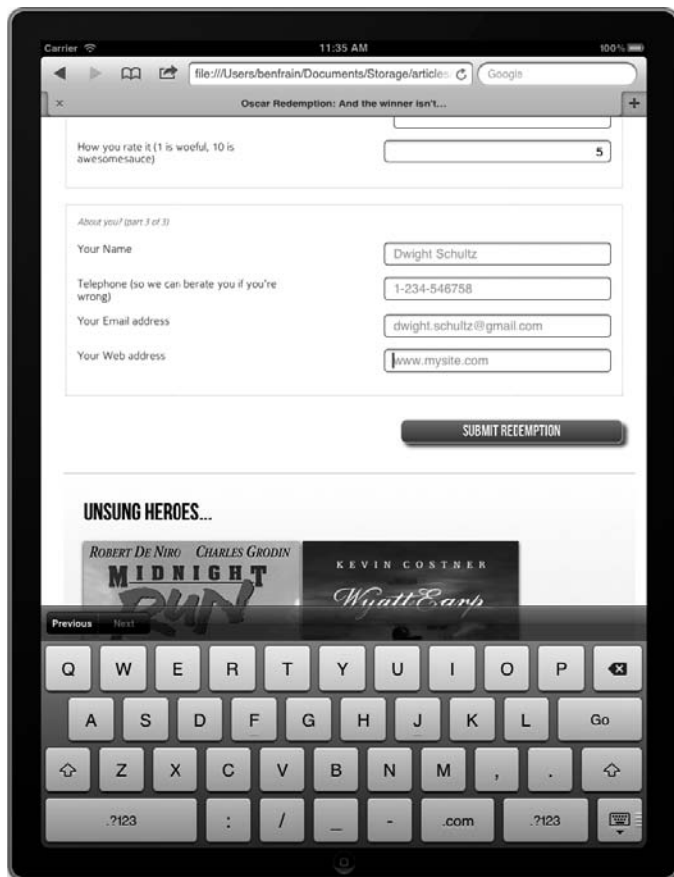 Carrier
11:35 AM
100%
file:///Users/benfrain/Documents/Storage/articles
Google
Oscar Redemption: And the winner isn't...
+
How you rate it (1 is woeful, 10 is
awesomesauce)
5
About you? (part 3 of 3)
Your Name
Dwight Schultz
Telephone (so we can berate you if you're
wrong)
1-234-546758
Your Email address
dwight.schultz@gmail.com
Your Web address
www.mysite.com
SUBMIT REDEMPTION
UNSUNG HEROES...
ROBERT DE NIRO CHARLES GRODIN
MIDNIGHT
RUN
KEVIN COSTNER
Wyatt Earp
Previous Next
Q W E R T Y U I O P
A S D F G H J K L Go
Z X C V B N M , .
.?123 : / _ - .com .?123